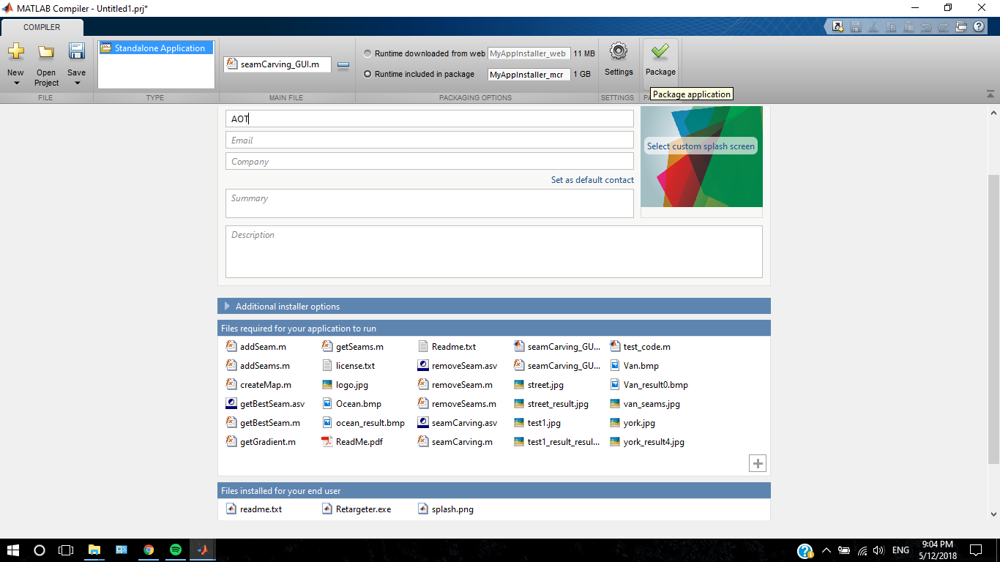 MATLAB Compiler - Untitled1.prj*
COMPILER
New
Open
Project
Save
FILE
Standalone Application
TYPE
seamCarving_GUI.m
MAIN FILE
Runtime downloaded from web MyAppInstaller_web 11 MB
Runtime included in package MyAppInstaller_mcr 1 GB
PACKAGING OPTIONS
Settings
SETTINGS
Package
Package application
AOT
Email
Company
Set as default contact
Summary
Description
Select custom splash screen
Additional installer options
Files required for your application to run
addSeam.m getSeams.m Readme.txt seamCarving_GU... test_code.m
addSeams.m license.txt removeSeam.asv seamCarving_GU... Van.bmp
createMap.m logo.jpg removeSeam.m street.jpg Van_result0.bmp
getBestSeam.asv Ocean.bmp removeSeams.m street_result.jpg van_seams.jpg
getBestSeam.m ocean_result.bmp seamCarving.asv test1.jpg york.jpg
getGradient.m ReadMe.pdf seamCarving.m test1_result_resul... york_result4.jpg
Files installed for your end user
readme.txt Retargeter.exe splash.png
ENG
9:04 PM
5/12/2018